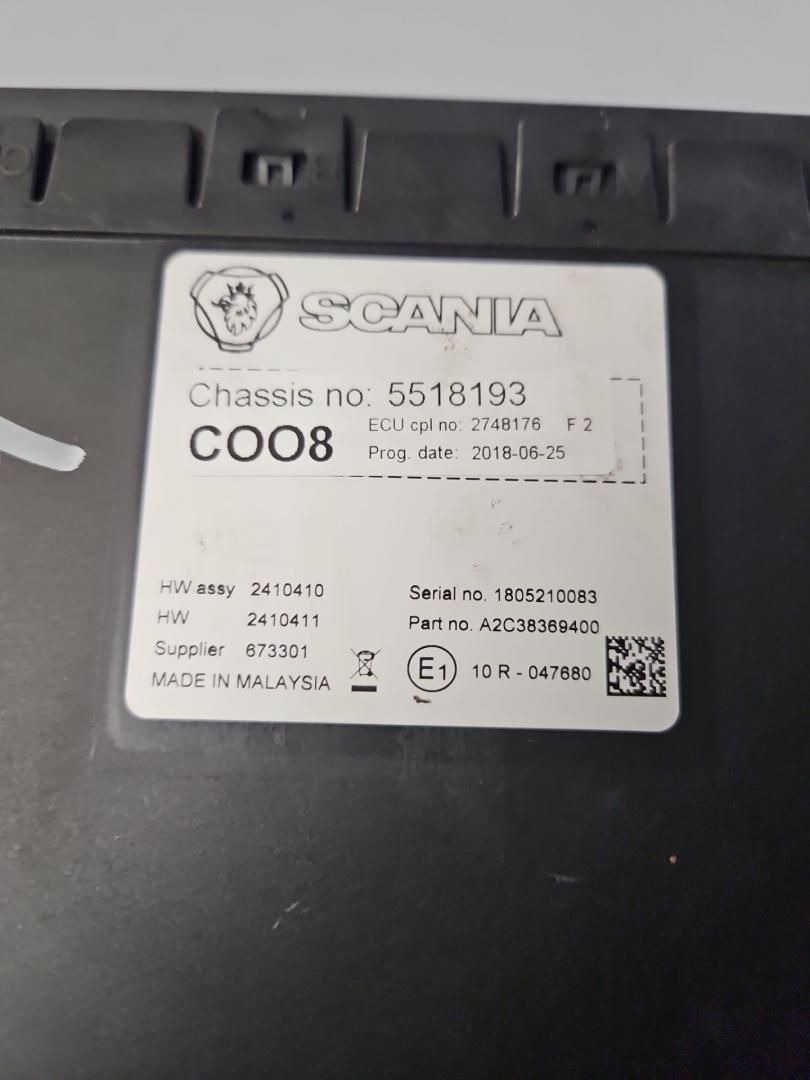 SCANIA
Chassis no: 5518193
COO8 ECU cpl no: 2748176 F 2
Prog. date: 2018-06-25
HW assy 2410410 Serial no. 1805210083
HW 2410411 Part no. A2C38369400
Supplier 673301
MADE IN MALAYSIA E1 10 R - 047680